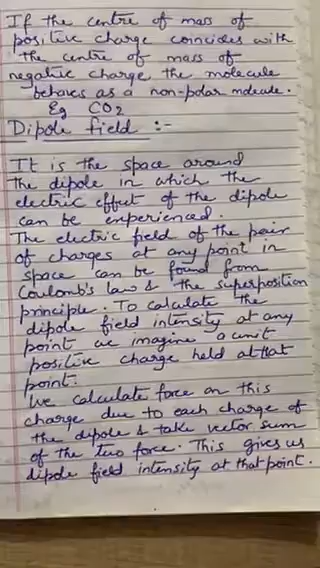 If the centre of mass of
positive charge coincides with
the centre of mass of
negative charge the molecule
behaves as a non-polar molecule.
Eg CO2
Dipole field :-
It is the space around
the dipole in which the
electric effect of the dipole
can be experienced.
The electric field of the pair
of charges at any point in
space can be found from
Coulomb's law & the superposition
principle. To calculate the
dipole field intensity at any
point we imagine a unit
positive charge held at that
point.
We calculate force on this
charge due to each charge of
the dipole & take vector sum
of the two force. This gives us
dipole field intensity at that point.